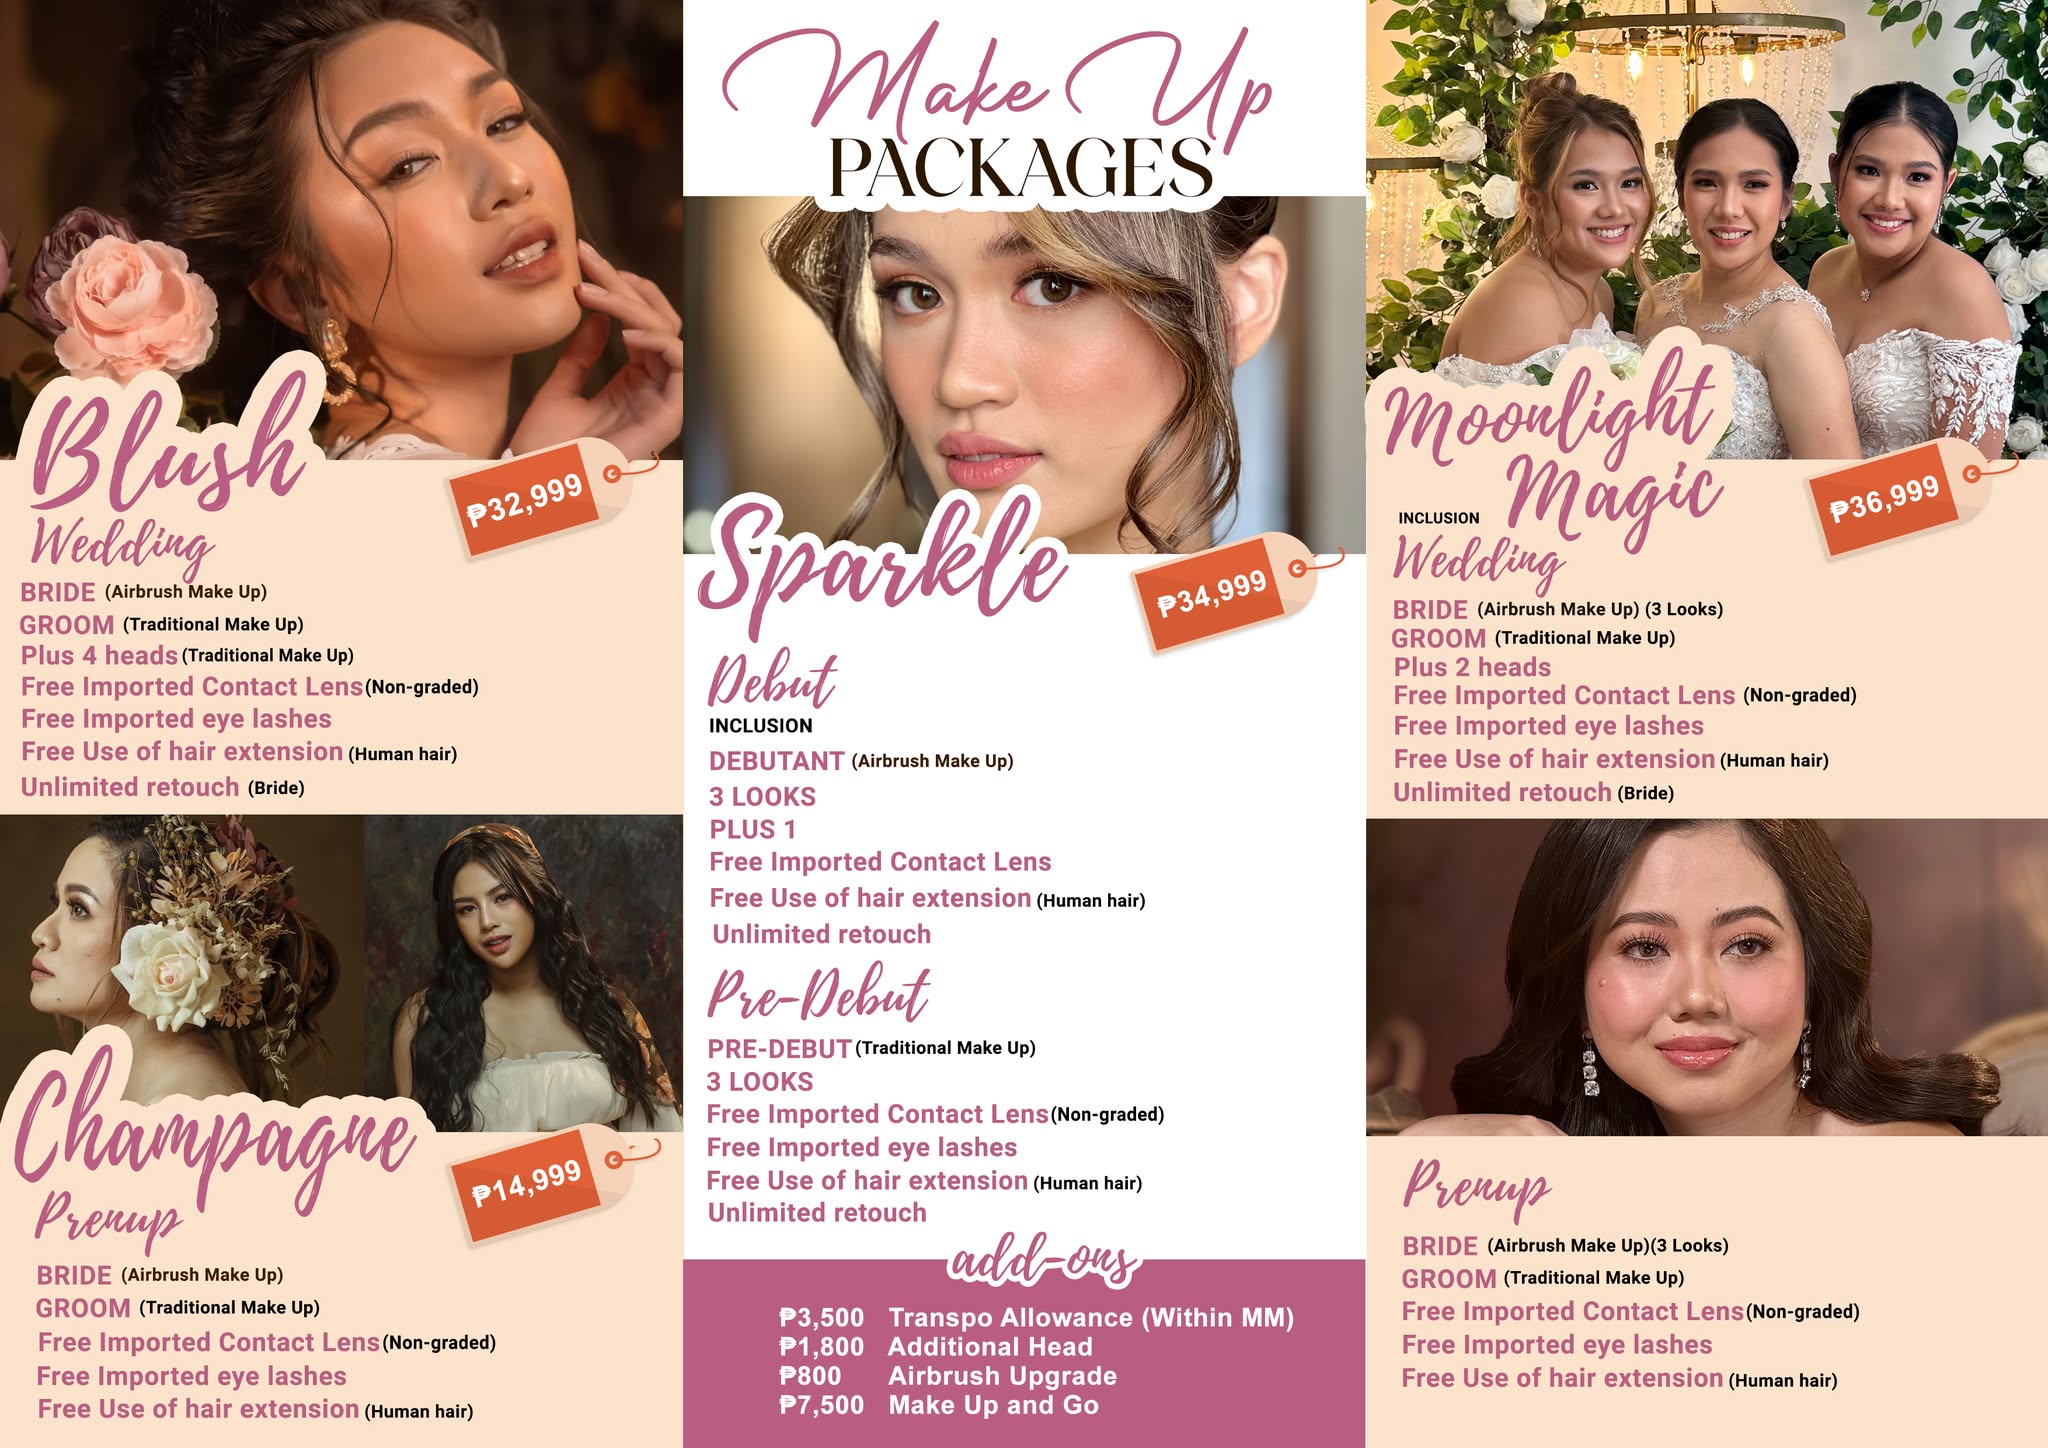 Make Up
PACKAGES
Blush
₱32,999
Wedding
BRIDE (Airbrush Make Up)
GROOM (Traditional Make Up)
Plus 4 heads (Traditional Make Up)
Free Imported Contact Lens (Non-graded)
Free Imported eye lashes
Free Use of hair extension (Human hair)
Unlimited retouch (Bride)
Champagne
₱14,999
Prenup
BRIDE (Airbrush Make Up)
GROOM (Traditional Make Up)
Free Imported Contact Lens (Non-graded)
Free Imported eye lashes
Free Use of hair extension (Human hair)
Sparkle
₱34,999
Debut
INCLUSION
DEBUTANT (Airbrush Make Up)
3 LOOKS
PLUS 1
Free Imported Contact Lens
Free Use of hair extension (Human hair)
Unlimited retouch
Pre-Debut
PRE-DEBUT (Traditional Make Up)
3 LOOKS
Free Imported Contact Lens (Non-graded)
Free Imported eye lashes
Free Use of hair extension (Human hair)
Unlimited retouch
add-ons
₱3,500 Transpo Allowance (Within MM)
₱1,800 Additional Head
₱800 Airbrush Upgrade
₱7,500 Make Up and Go
Moonlight
Magic
₱36,999
INCLUSION
Wedding
BRIDE (Airbrush Make Up) (3 Looks)
GROOM (Traditional Make Up)
Plus 2 heads
Free Imported Contact Lens (Non-graded)
Free Imported eye lashes
Free Use of hair extension (Human hair)
Unlimited retouch (Bride)
Prenup
BRIDE (Airbrush Make Up)(3 Looks)
GROOM (Traditional Make Up)
Free Imported Contact Lens (Non-graded)
Free Imported eye lashes
Free Use of hair extension (Human hair)